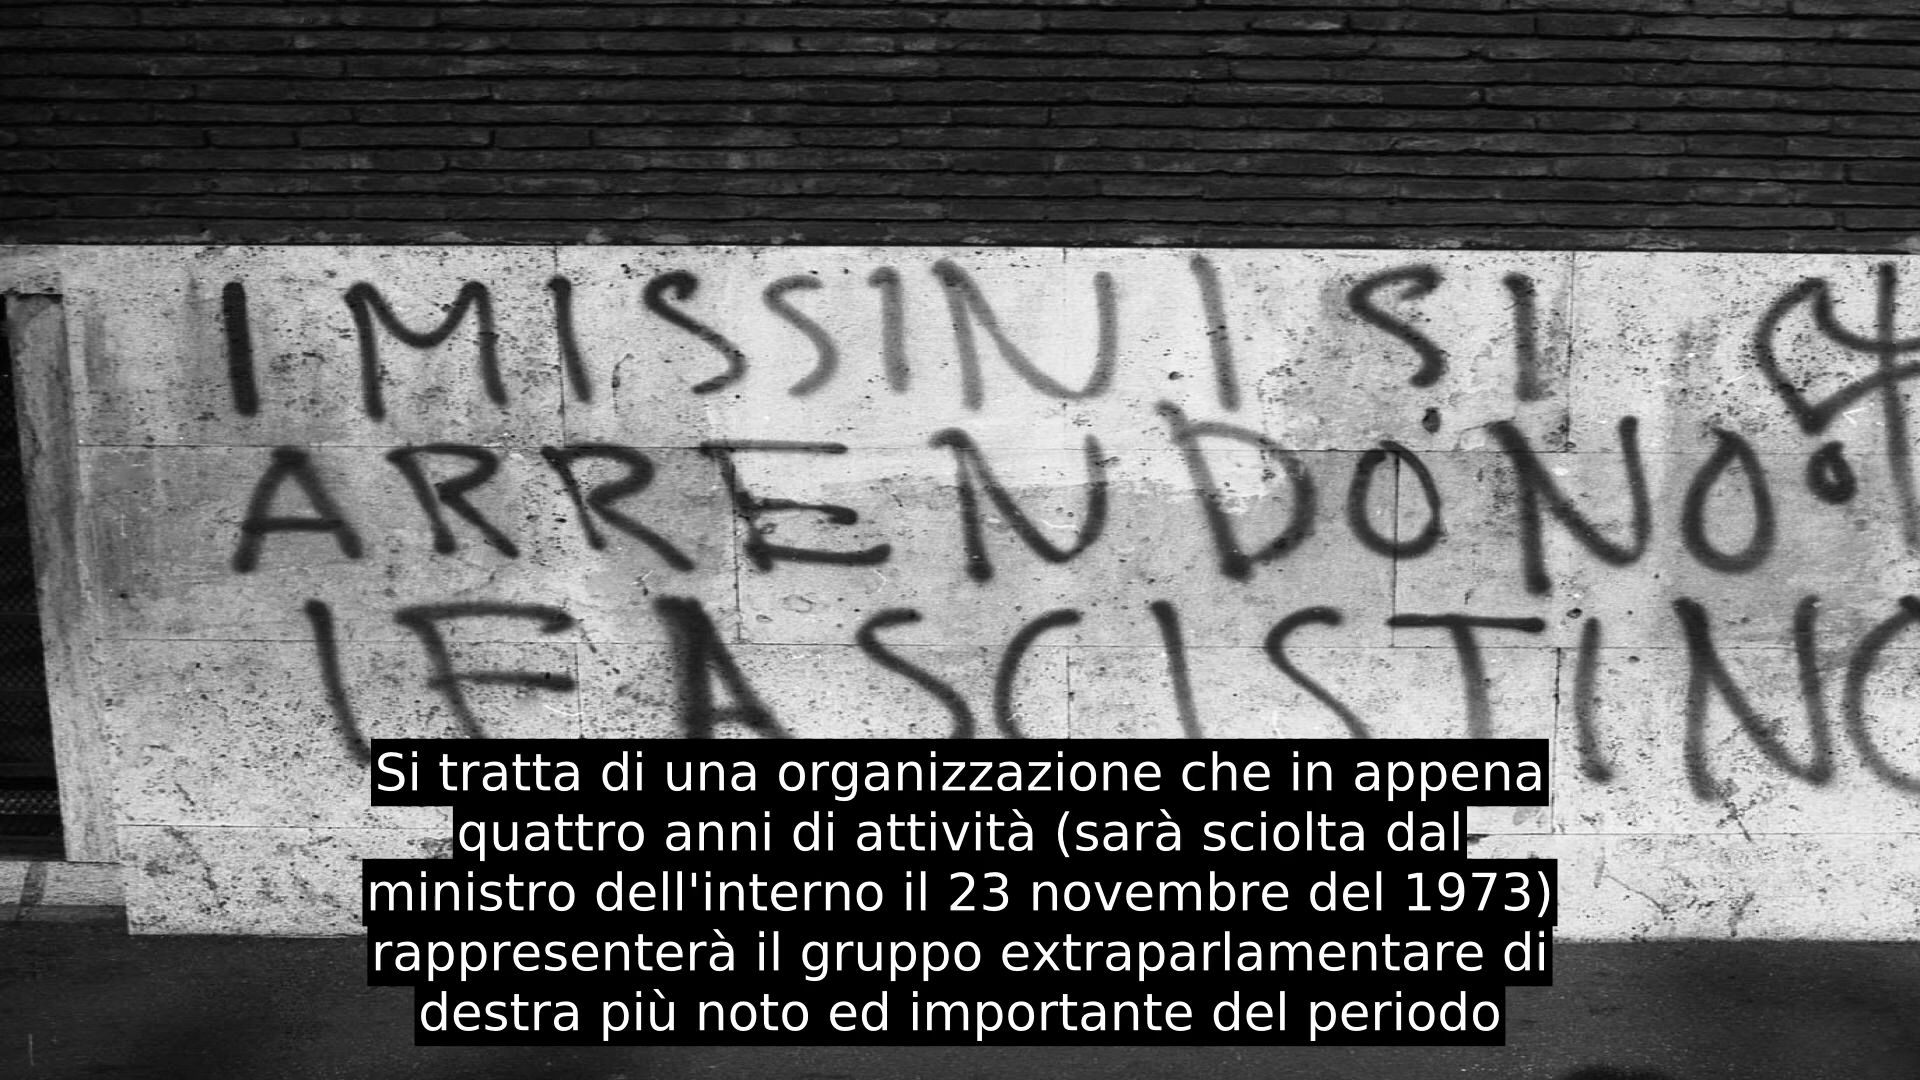 I MISSINI SI
ARRENDONO.
I FASCISTI NO
Si tratta di una organizzazione che in appena
quattro anni di attività (sarà sciolta dal
ministro dell'interno il 23 novembre del 1973)
rappresenterà il gruppo extraparlamentare di
destra più noto ed importante del periodo